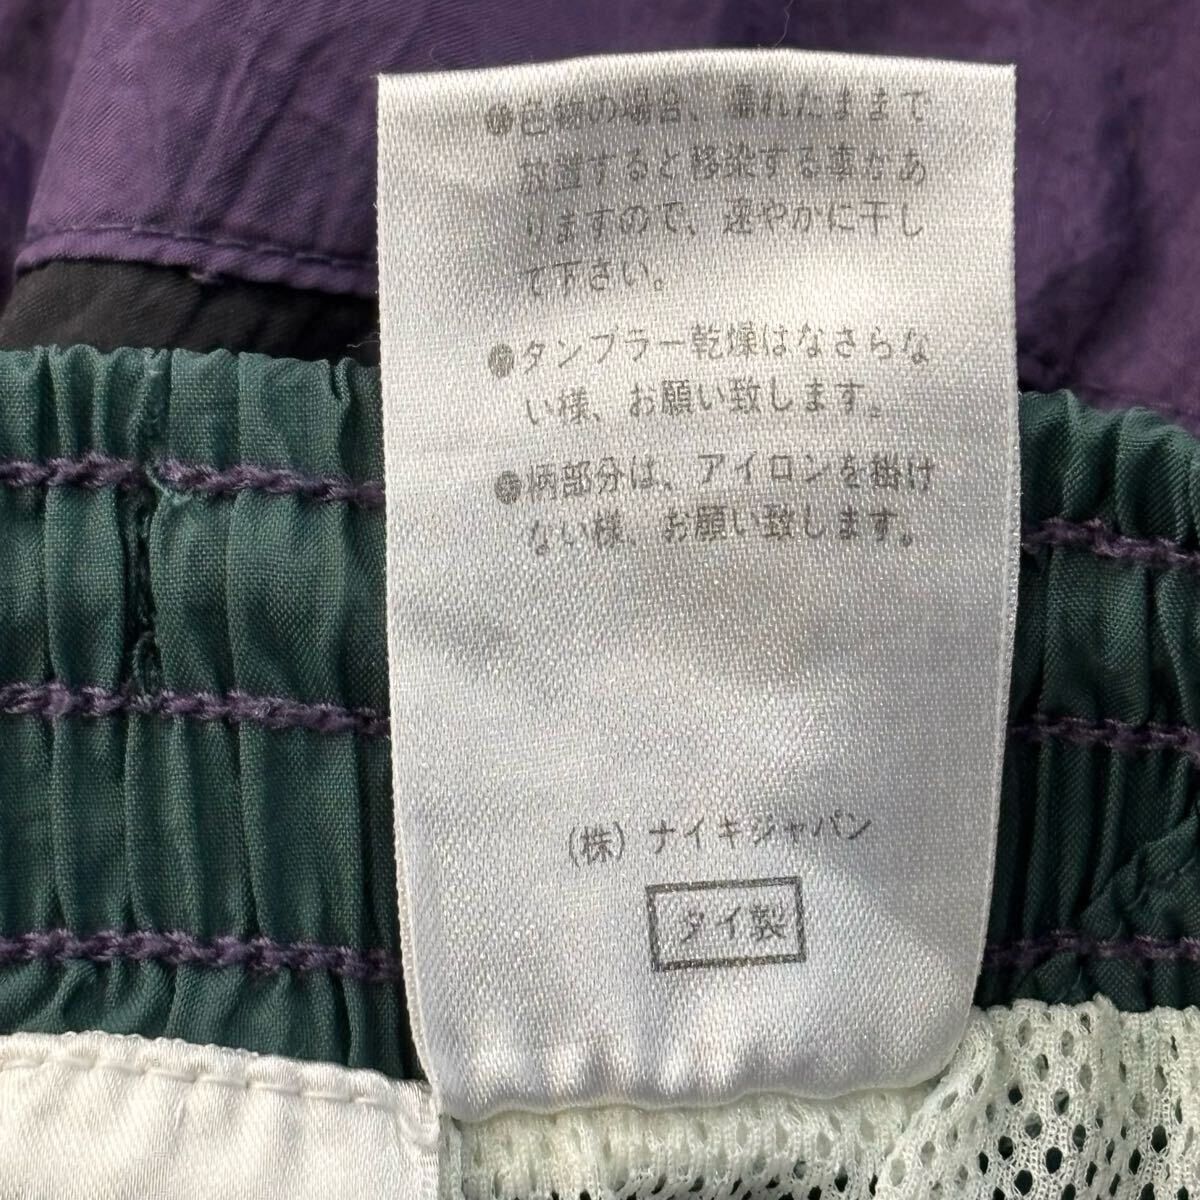 ●色物の場合、濡れたままで
放置すると移染する事があ
りますので、速やかに干し
て下さい。
●タンブラー乾燥はなさらな
い様、お願い致します。
●柄部分は、アイロンを掛け
ない様、お願い致します。
(株) ナイキジャパン
タイ製